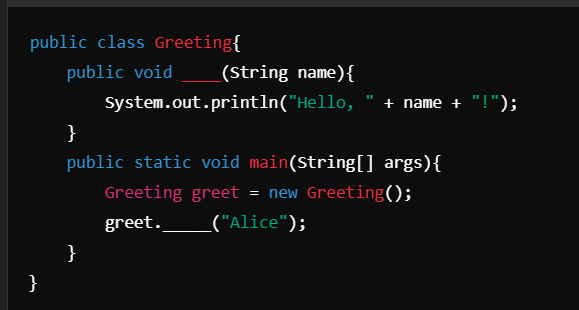 public class Greeting{
    public void ____(String name){
        System.out.println("Hello, " + name + "!");
    }
    public static void main(String[] args){
        Greeting greet = new Greeting();
        greet._____("Alice");
    }
}